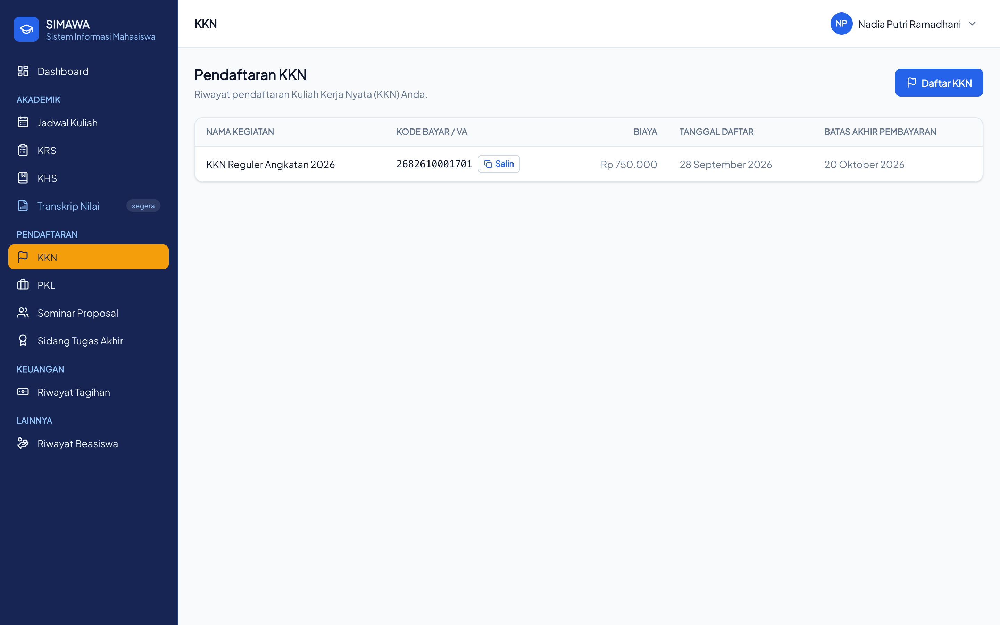 SIMAWA
Sistem Informasi Mahasiswa
Dashboard
AKADEMIK
Jadwal Kuliah
KRS
KHS
Transkrip Nilai segera
PENDAFTARAN
KKN
PKL
Seminar Proposal
Sidang Tugas Akhir
KEUANGAN
Riwayat Tagihan
LAINNYA
Riwayat Beasiswa
KKN
NP Nadia Putri Ramadhani
Pendaftaran KKN
Riwayat pendaftaran Kuliah Kerja Nyata (KKN) Anda.
Daftar KKN
NAMA KEGIATAN KODE BAYAR / VA BIAYA TANGGAL DAFTAR BATAS AKHIR PEMBAYARAN
KKN Reguler Angkatan 2026 2682610001701 Salin Rp 750.000 28 September 2026 20 Oktober 2026